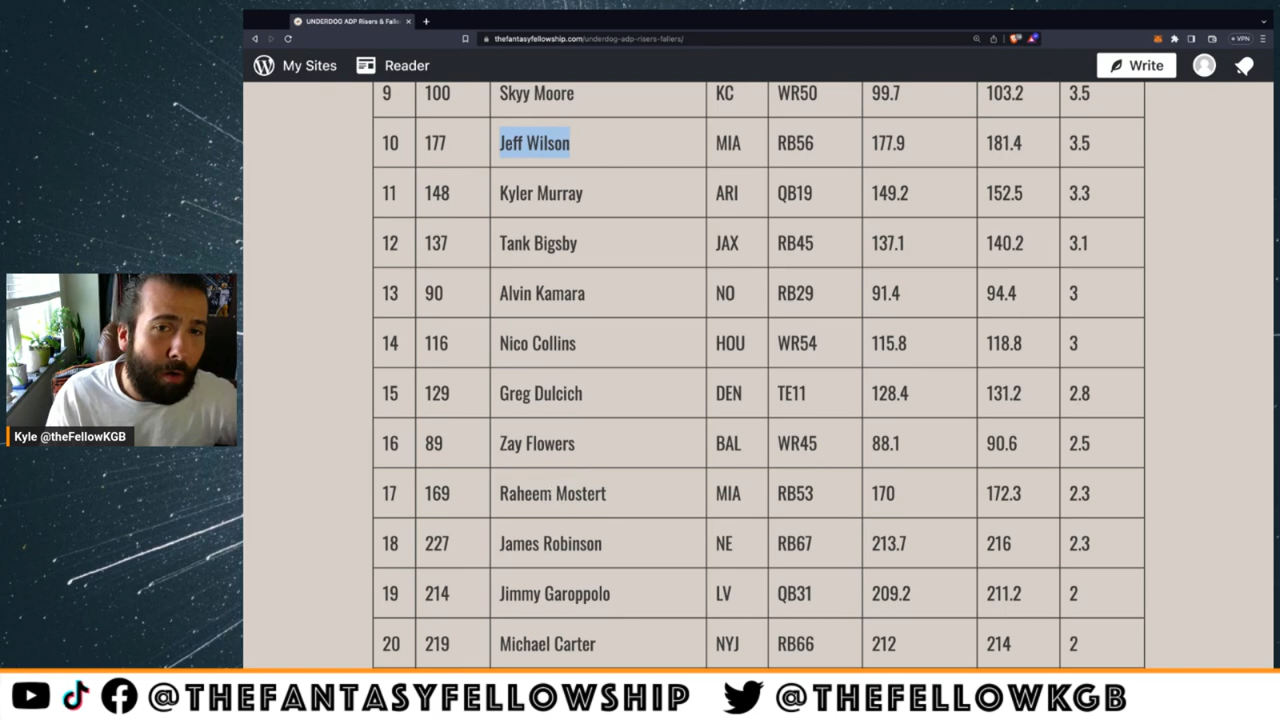 UNDERDOG ADP Risers & Falle
thefantasyfellowship.com/underdog-adp-risers-fallers/
VPN
My Sites Reader Write
9 100 Skyy Moore KC WR50 99.7 103.2 3.5
10 177 Jeff Wilson MIA RB56 177.9 181.4 3.5
11 148 Kyler Murray ARI QB19 149.2 152.5 3.3
12 137 Tank Bigsby JAX RB45 137.1 140.2 3.1
13 90 Alvin Kamara NO RB29 91.4 94.4 3
14 116 Nico Collins HOU WR54 115.8 118.8 3
15 129 Greg Dulcich DEN TE11 128.4 131.2 2.8
16 89 Zay Flowers BAL WR45 88.1 90.6 2.5
17 169 Raheem Mostert MIA RB53 170 172.3 2.3
18 227 James Robinson NE RB67 213.7 216 2.3
19 214 Jimmy Garoppolo LV QB31 209.2 211.2 2
20 219 Michael Carter NYJ RB66 212 214 2
Kyle @theFellowKGB
@THEFANTASYFELLOWSHIP @THEFELLOWKGB